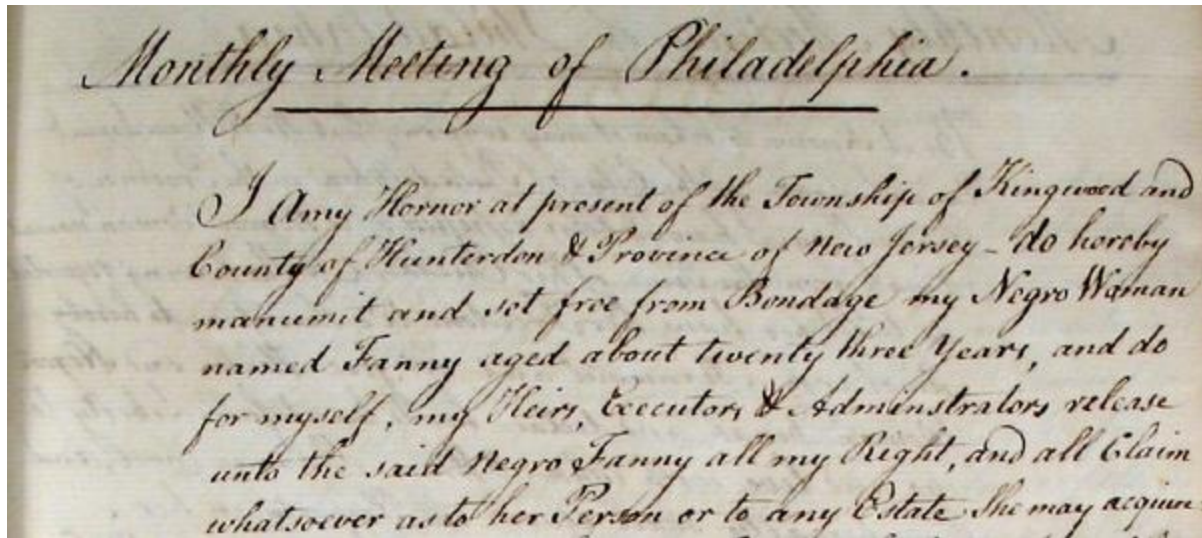 Monthly Meeting of Philadelphia.
I Amy Hornor at present of the Township of Kingwood and
County of Hunterdon & Province of New Jersey - do hereby
manumit and set free from Bondage my Negro Woman
named Fanny aged about twenty three Years, and do
for myself, my Heirs, Executors, & Adminstrators release
unto the said Negro Fanny all my Right, and all Claim
whatsoever as to her Person or to any Estate She may acquire